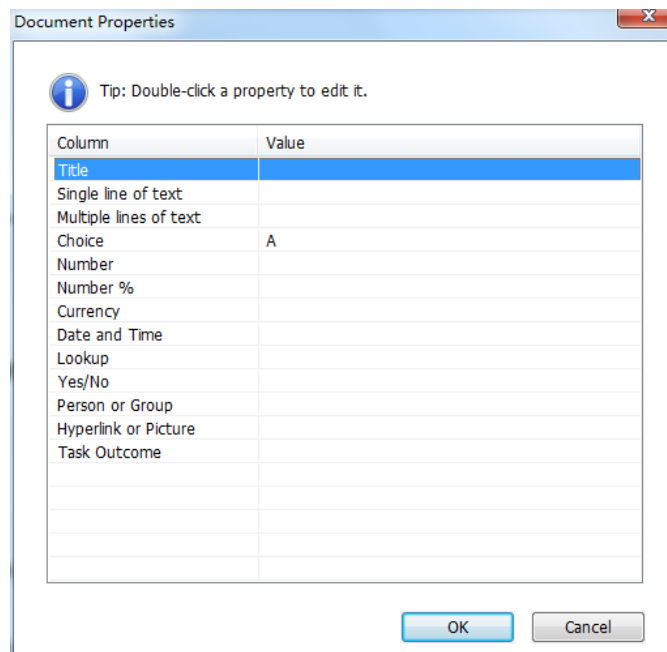 Document Properties
Tip: Double-click a property to edit it.
Column Value
Title
Single line of text
Multiple lines of text
Choice A
Number
Number %
Currency
Date and Time
Lookup
Yes/No
Person or Group
Hyperlink or Picture
Task Outcome
OK Cancel